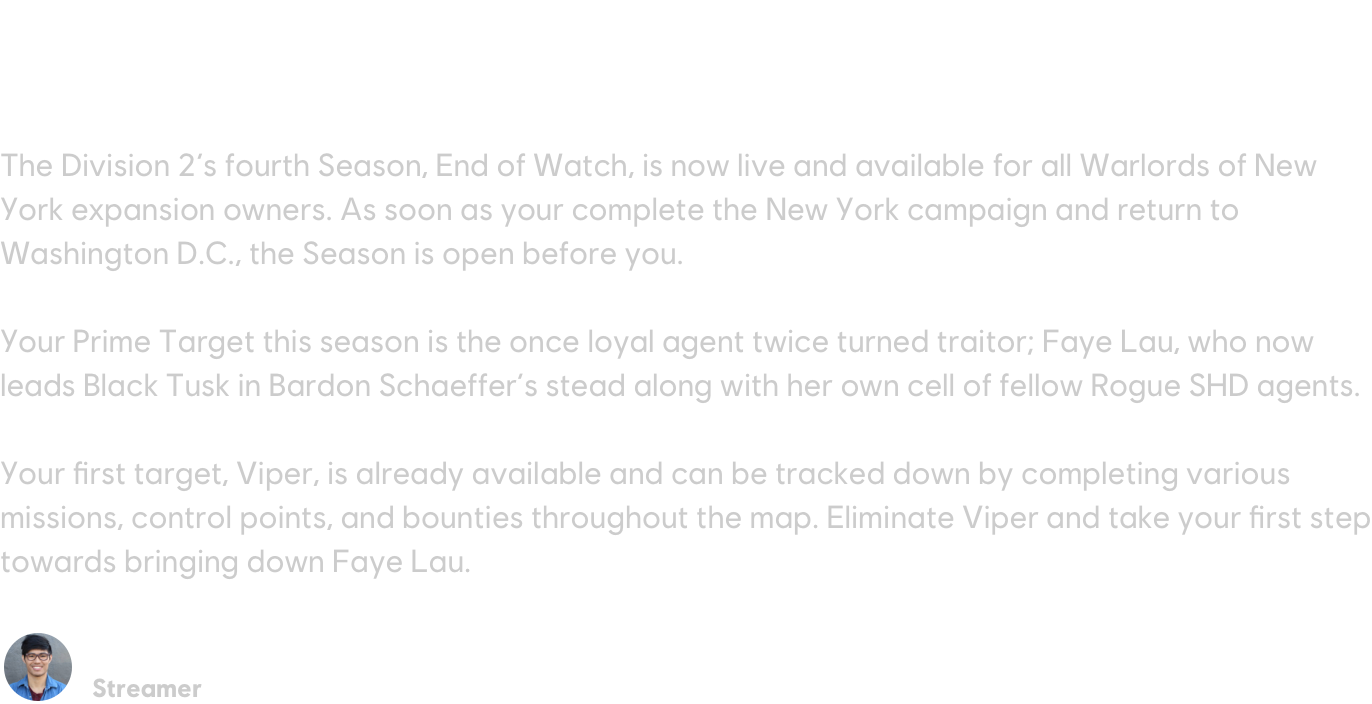 The Division 2’s fourth Season, End of Watch, is now live and available for all Warlords of New
York expansion owners. As soon as your complete the New York campaign and return to
Washington D.C., the Season is open before you.
Your Prime Target this season is the once loyal agent twice turned traitor; Faye Lau, who now
leads Black Tusk in Bardon Schaeffer’s stead along with her own cell of fellow Rogue SHD agents.
Your first target, Viper, is already available and can be tracked down by completing various
missions, control points, and bounties throughout the map. Eliminate Viper and take your first step
towards bringing down Faye Lau.
Streamer